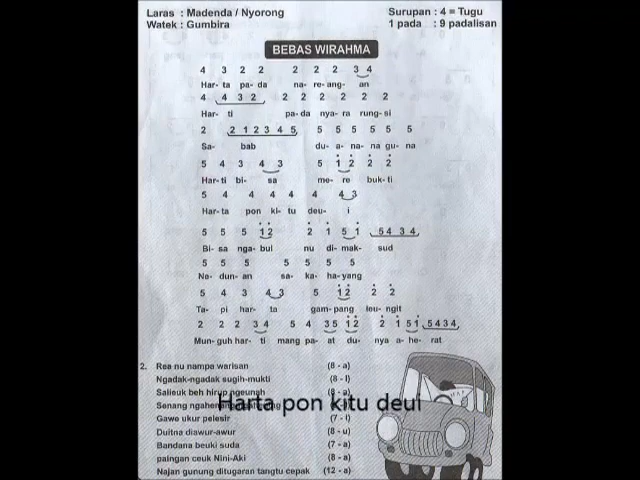 Laras : Madenda / Nyorong
Watek : Gumbira
Surupan : 4 = Tugu
1 pada : 9 padalisan
BEBAS WIRAHMA
4 3 2 2 2 2 2 3 4
Har- ta pa- da na- re- ang- an
4 4 3 2 2 2 2 2 2 2
Har- ti pa- da nya- ra rung- si
2 2 1 2 3 4 5 5 5 5 5 5 5
Sa- bab du- a- na- na gu- na
5 4 3 4 3 5 1 2 2 2
Har- ti bi- sa me- re buk- ti
5 4 4 4 4 4 4 3
Har- ta pon ki- tu deu- i
5 5 5 1 2 2 1 5 1 5 4 3 4
Bi- sa nga- bul nu di- mak- sud
5 5 5 5 5 5 5
Ne- dun- an sa- ka- ha- yang
5 4 3 4 3 5 1 2 2 2
Ta- pi har- ta gam- pang leu- ngit
2 2 2 3 4 5 4 3 5 1 2 2 1 5 1 5 4 3 4
Mun- guh har- ti mang pa- at du- nya a- he- rat
2. Rea nu nampa warisan (8 - a)
Ngadak-ngadak sugih-mukti (8 - i)
Salieuk beh hirup ngeunah (8 - a)
Senang
Gawe ukur pelesir (7 - i)
Duitna diawur-awur (8 - u)
Bandana beuki suda (7 - a)
paingan ceuk Nini-Aki (8 - a)
Najan gunung ditugaran tangtu cepak (12 - a)
Harta pon kitu deui